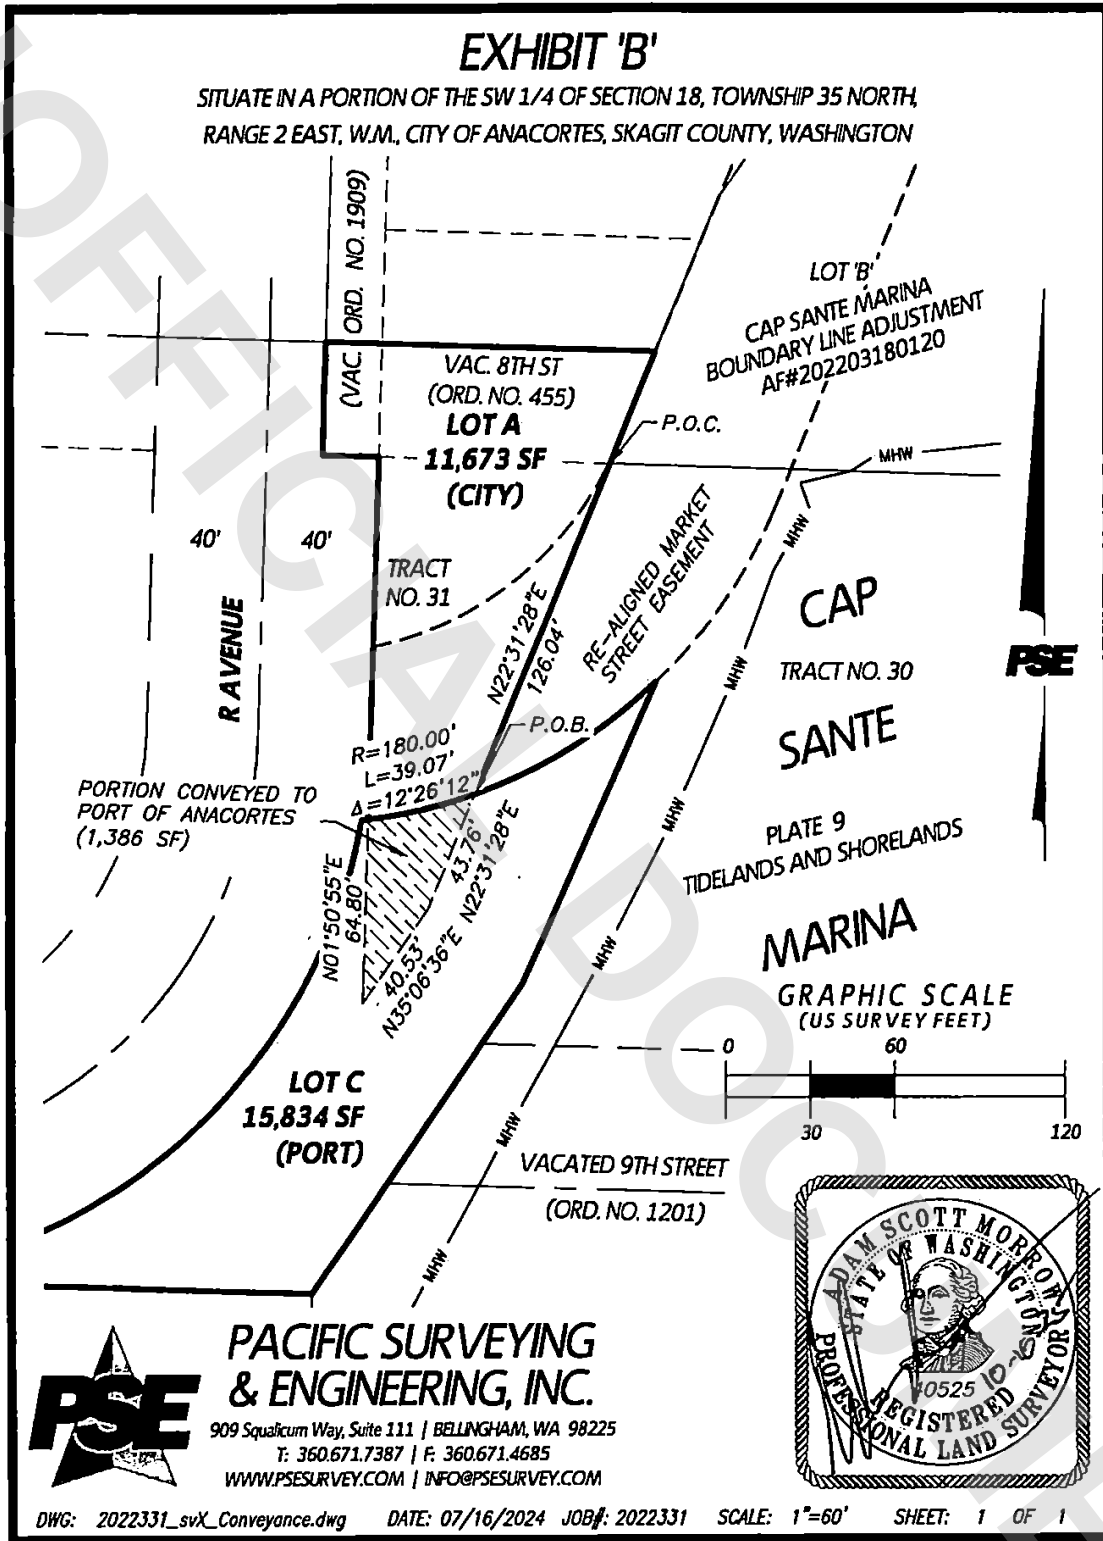 EXHIBIT 'B'
SITUATE IN A PORTION OF THE SW 1/4 OF SECTION 18, TOWNSHIP 35 NORTH,
RANGE 2 EAST, W.M., CITY OF ANACORTES, SKAGIT COUNTY, WASHINGTON
(VAC. ORD. NO. 1909)
LOT 'B'
CAP SANTE MARINA
BOUNDARY LINE ADJUSTMENT
AF#202203180120
VAC. 8TH ST
(ORD. NO. 455)
LOT A
11,673 SF
(CITY)
P.O.C.
MHW
MHW
40'
40'
TRACT
NO. 31
R AVENUE
N22°31'28"E
126.04'
RE-ALIGNED MARKET
STREET EASEMENT
CAP
TRACT NO. 30
SANTE
PSE
MHW
P.O.B.
R=180.00'
L=39.07'
Δ=12°26'12"
PORTION CONVEYED TO
PORT OF ANACORTES
(1,386 SF)
MHW
PLATE 9
TIDELANDS AND SHORELANDS
MARINA
N01°50'55"E
64.80'
43.76'
N22°31'28"E
40.53'
N35°06'36"E
MHW
GRAPHIC SCALE
(US SURVEY FEET)
0 60
30 120
LOT C
15,834 SF
(PORT)
MHW
VACATED 9TH STREET
(ORD. NO. 1201)
MHW
ADAM SCOTT MORROW
STATE OF WASHINGTON
40525
REGISTERED
PROFESSIONAL LAND SURVEYOR
PSE
PACIFIC SURVEYING
& ENGINEERING, INC.
909 Squalicum Way, Suite 111 | BELLINGHAM, WA 98225
T: 360.671.7387 | F: 360.671.4685
WWW.PSESURVEY.COM | INFO@PSESURVEY.COM
DWG: 2022331_svX_Conveyance.dwg DATE: 07/16/2024 JOB#: 2022331 SCALE: 1"=60' SHEET: 1 OF 1